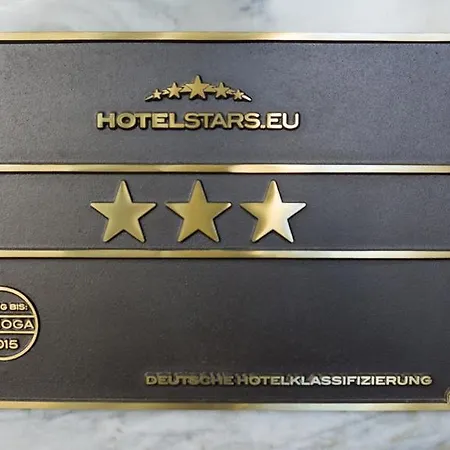 HOTELSTARS.EU
G BIS:
OGA
015
DEUTSCHE HOTELKLASSIFIZIERUNG